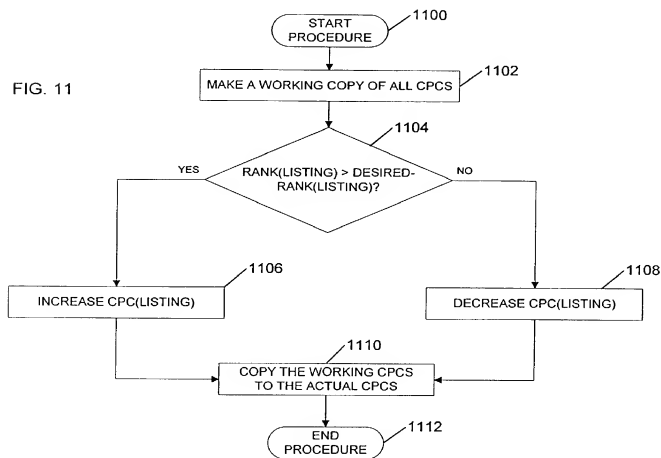 START
PROCEDURE
1100
FIG. 11
MAKE A WORKING COPY OF ALL CPCS
1102
1104
YES
RANK(LISTING) > DESIRED-
RANK(LISTING)?
NO
1106
INCREASE CPC(LISTING)
1108
DECREASE CPC(LISTING)
1110
COPY THE WORKING CPCS
TO THE ACTUAL CPCS
END
PROCEDURE
1112